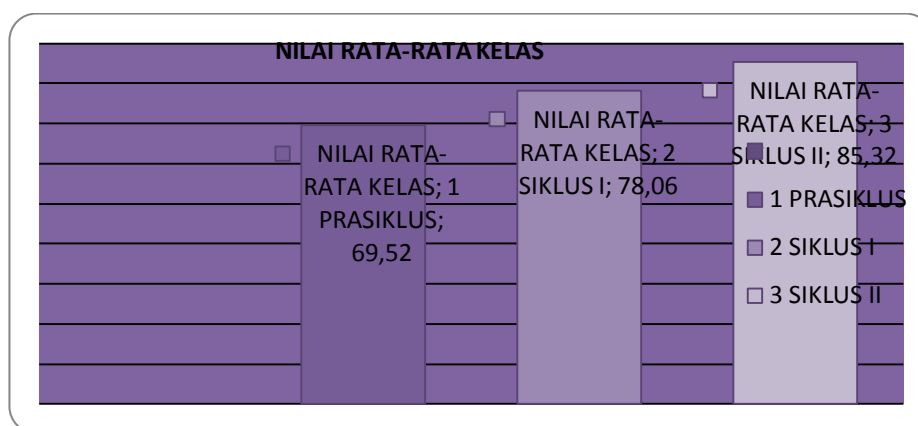 NILAI RATA-RATA KELAS
NILAI RATA-
RATA KELAS; 1
PRASIKLUS;
69,52
NILAI RATA-
RATA KELAS; 2
SIKLUS I; 78,06
NILAI RATA-
RATA KELAS; 3
SIKLUS II; 85,32
1 PRASIKLUS
2 SIKLUS I
3 SIKLUS II